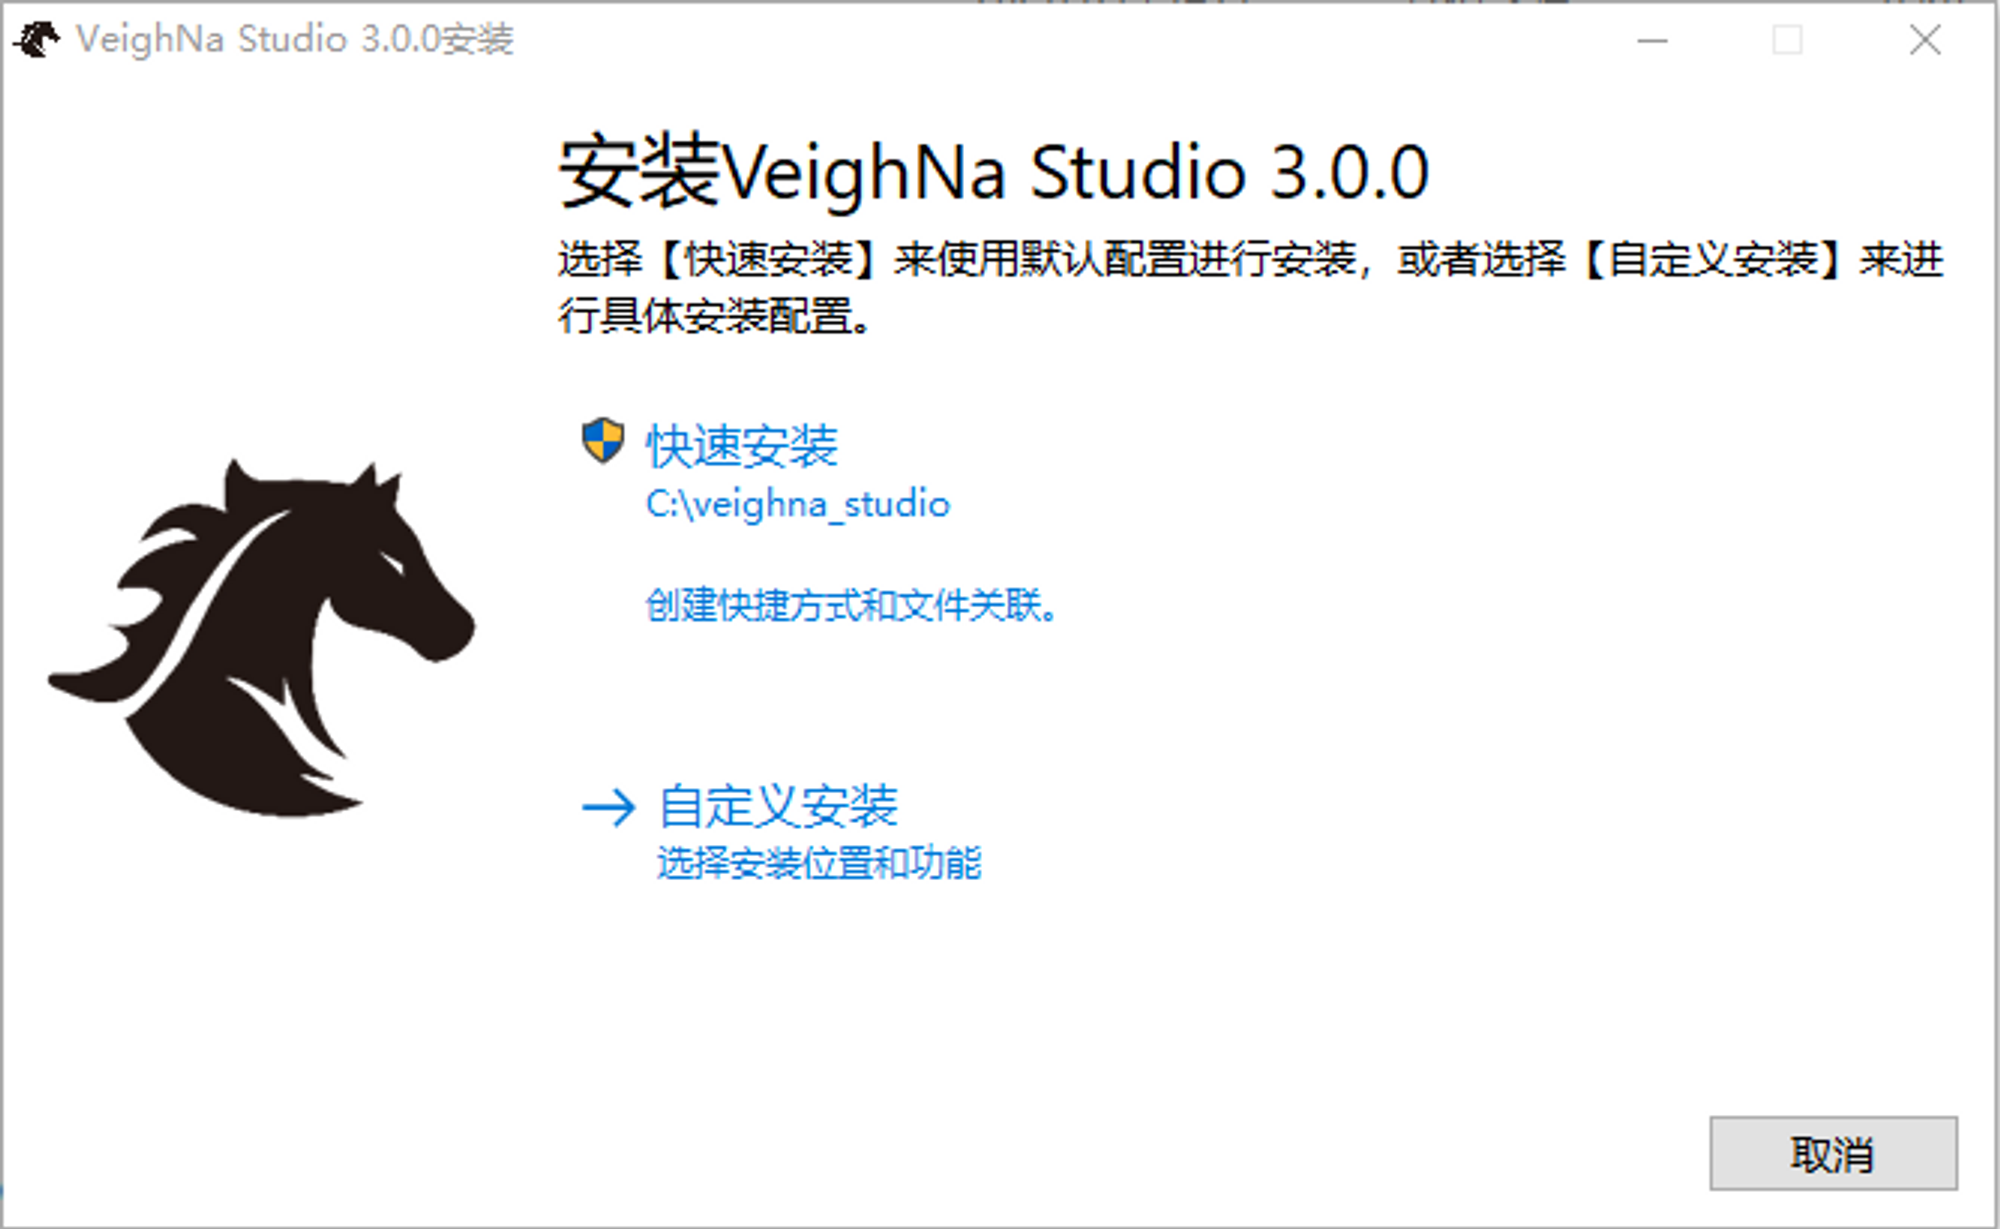 VeighNa Studio 3.0.0安装
安装VeighNa Studio 3.0.0
选择【快速安装】来使用默认配置进行安装，或者选择【自定义安装】来进
行具体安装配置。
快速安装
C:\veighna_studio
创建快捷方式和文件关联。
自定义安装
选择安装位置和功能
取消